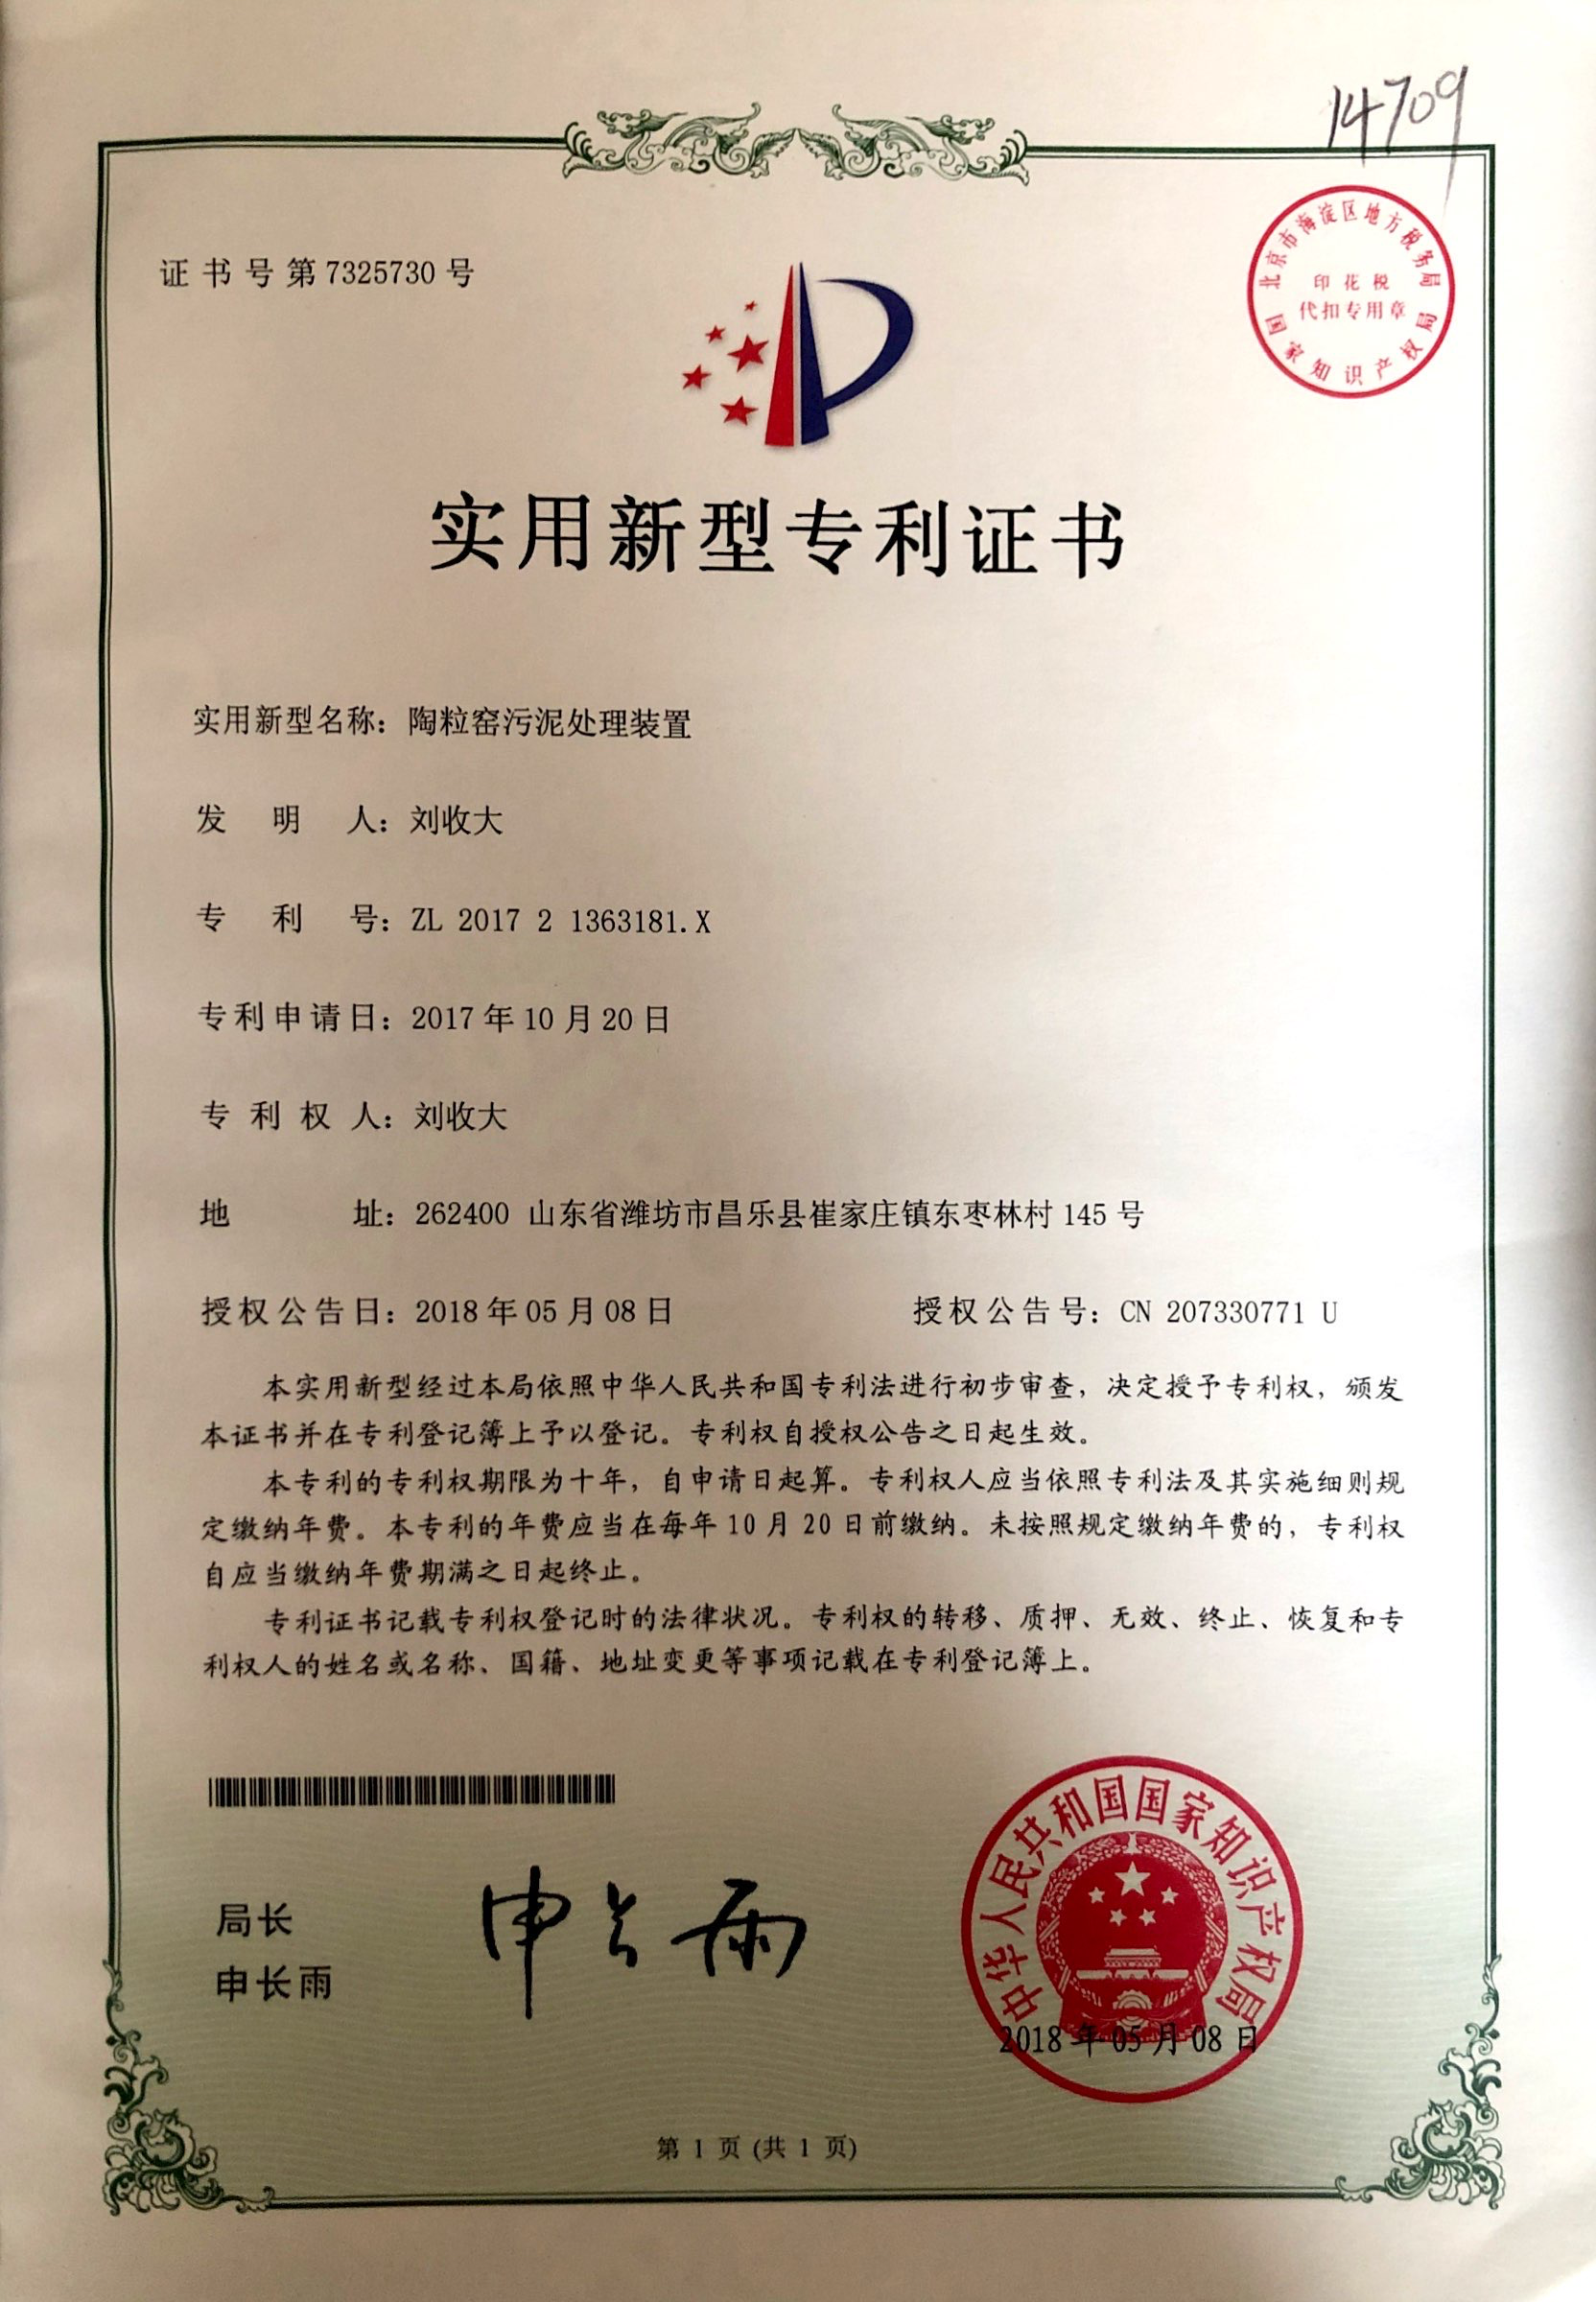 14709
北京市海淀区地方税务局
印花税
代扣专用章
国家知识产权局
证书号第7325730号
实用新型专利证书
实用新型名称：陶粒窑污泥处理装置
发明人：刘收大
专利号：ZL 2017 2 1363181.X
专利申请日：2017年10月20日
专利权人：刘收大
地址：262400 山东省潍坊市昌乐县崔家庄镇东枣林村145号
授权公告日：2018年05月08日 授权公告号：CN 207330771 U
本实用新型经过本局依照中华人民共和国专利法进行初步审查，决定授予专利权，颁发
本证书并在专利登记簿上予以登记。专利权自授权公告之日起生效。
本专利的专利权期限为十年，自申请日起算。专利权人应当依照专利法及其实施细则规
定缴纳年费。本专利的年费应当在每年10月20日前缴纳。未按照规定缴纳年费的，专利权
自应当缴纳年费期满之日起终止。
专利证书记载专利权登记时的法律状况。专利权的转移、质押、无效、终止、恢复和专
利权人的姓名或名称、国籍、地址变更等事项记载在专利登记簿上。
局长
申长雨
申长雨
中华人民共和国国家知识产权局
2018年05月08日
第 1 页 (共 1 页)